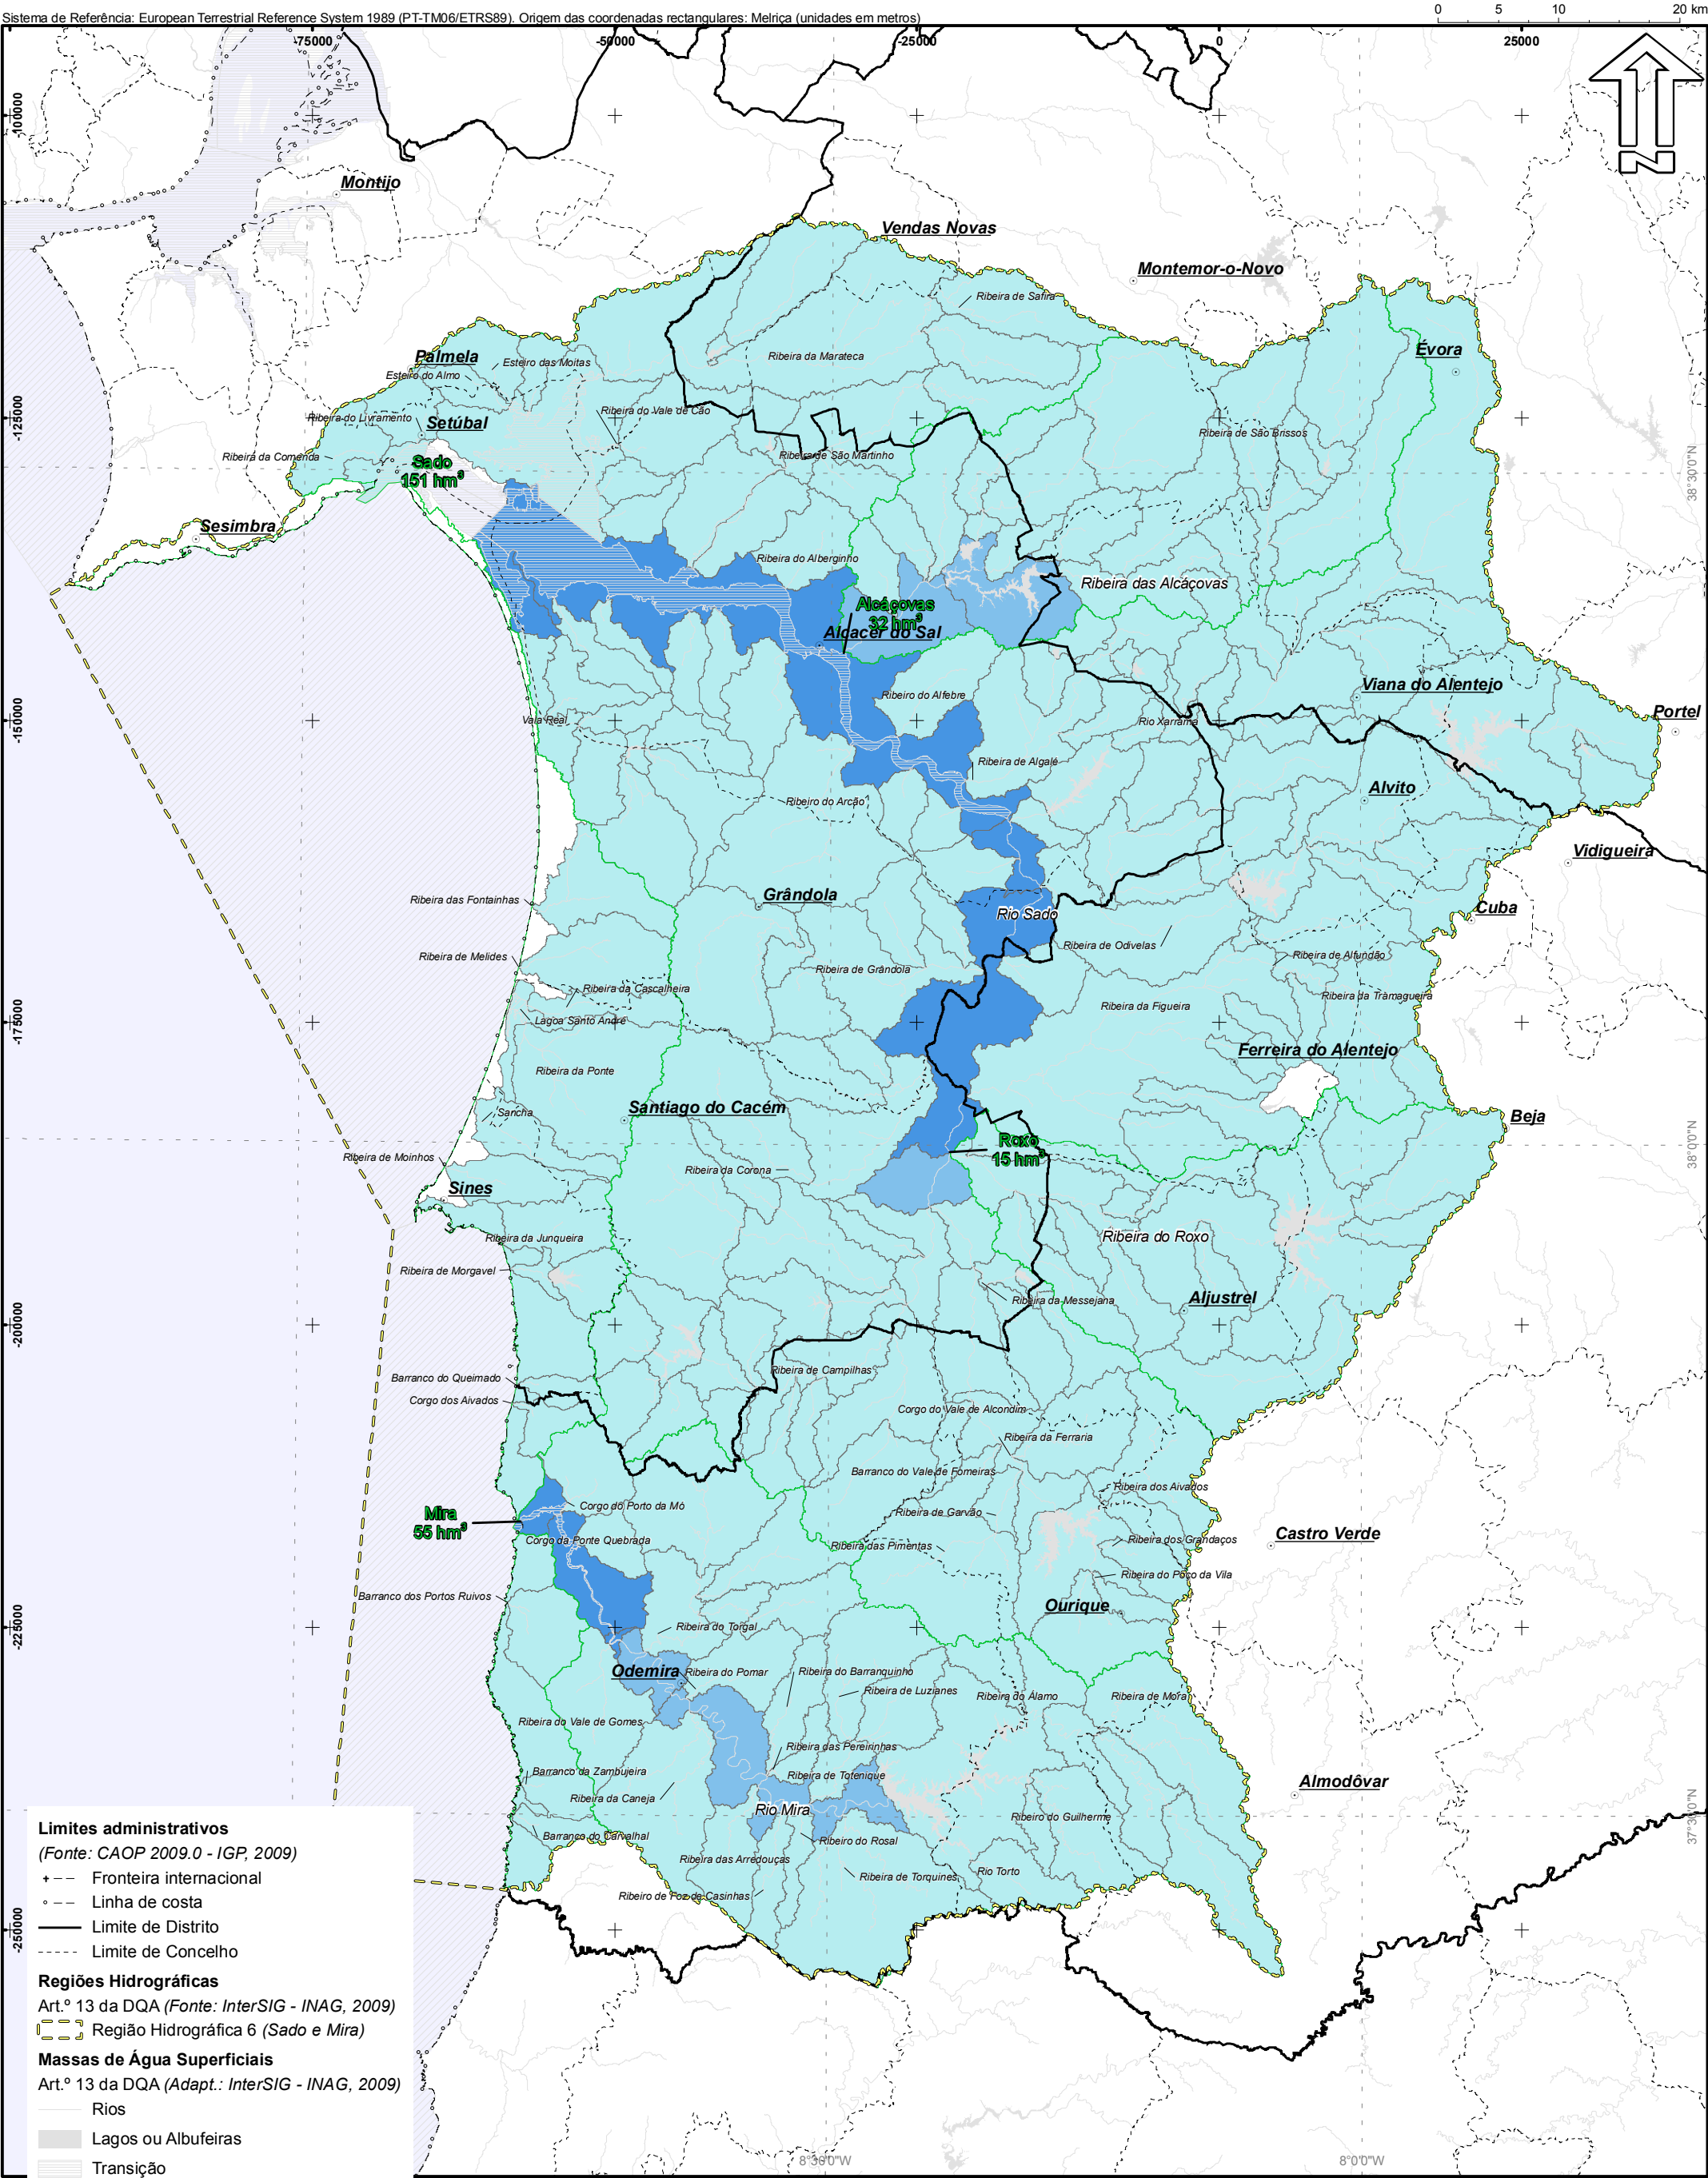 Sistema de Referência: European Terrestrial Reference System 1989 (PT-TM06/ETRS89). Origem das coordenadas rectangulares: Melriça (unidades em metros)
0 5 10 20 km
-75000 -50000 -25000 0 25000
-100000
N
Montijo
Vendas Novas
Montemor-o-Novo
Ribeira de Safira
Palmela
Esteiro das Moitas
Ribeira da Marateca
Évora
Esteiro do Almo
-125000
Ribeira do Livramento
Setúbal
Ribeira do Vale de Cão
Ribeira de São Brissos
Ribeira da Comenda
Sado
151 hm³
Ribeira de São Martinho
38°30'0"N
Sesimbra
Ribeira do Alberginho
Ribeira das Alcáçovas
Alcáçovas
32 hm³
Alcácer do Sal
Viana do Alentejo
Ribeiro do Alfebre
Portel
-150000
Vala Real
Rio Xarrama
Ribeira de Algalé
Alvito
Ribeiro do Arcão
Vidigueira
Grândola
Ribeira das Fontainhas
Cuba
Rio Sado
Ribeira de Odivelas
Ribeira de Melides
Ribeira de Alfundão
Ribeira de Grândola
Ribeira da Cascalheira
Ribeira da Tramagueira
Ribeira da Figueira
-175000
Lagoa Santo André
Ferreira do Alentejo
Ribeira da Ponte
Santiago do Cacém
Sancha
Beja
Roxo
15 hm³
38°0'0"N
Ribeira de Moinhos
Ribeira da Corona
Sines
Ribeira da Junqueira
Ribeira do Roxo
Ribeira de Morgavel
Aljustrel
Ribeira da Messejana
-200000
Ribeira de Campilhas
Barranco do Queimado
Corgo dos Aivados
Corgo do Vale de Alcondim
Ribeira da Ferraria
Barranco do Vale de Fomeiras
Ribeira dos Aivados
Corgo do Porto da Mó
Mira
55 hm³
Ribeira de Garvão
Castro Verde
Corgo da Ponte Quebrada
Ribeira das Pimentas
Ribeira dos Grandaços
Ribeira do Poço da Vila
Barranco dos Portos Ruivos
Ourique
-225000
Ribeira do Torgal
Odemira
Ribeira do Pomar
Ribeira do Barranquinho
Ribeira de Luzianes
Ribeira do Álamo
Ribeira de Mora
Ribeira do Vale de Gomes
Ribeira das Pereirinhas
Barranco da Zambujeira
Ribeira de Totenique
Almodôvar
Ribeira da Caneja
Rio Mira
Ribeiro do Guilherme
37°30'0"N
Barranco do Carvalhal
Ribeiro do Rosal
Ribeira das Arredouças
Rio Torto
Ribeira de Torquines
Ribeiro de Foz de Casinhas
-250000
8°30'0"W
8°0'0"W
Limites administrativos
(Fonte: CAOP 2009.0 - IGP, 2009)
Fronteira internacional
Linha de costa
Limite de Distrito
Limite de Concelho
Regiões Hidrográficas
Art.º 13 da DQA (Fonte: InterSIG - INAG, 2009)
Região Hidrográfica 6 (Sado e Mira)
Massas de Água Superficiais
Art.º 13 da DQA (Adapt.: InterSIG - INAG, 2009)
Rios
Lagos ou Albufeiras
Transição